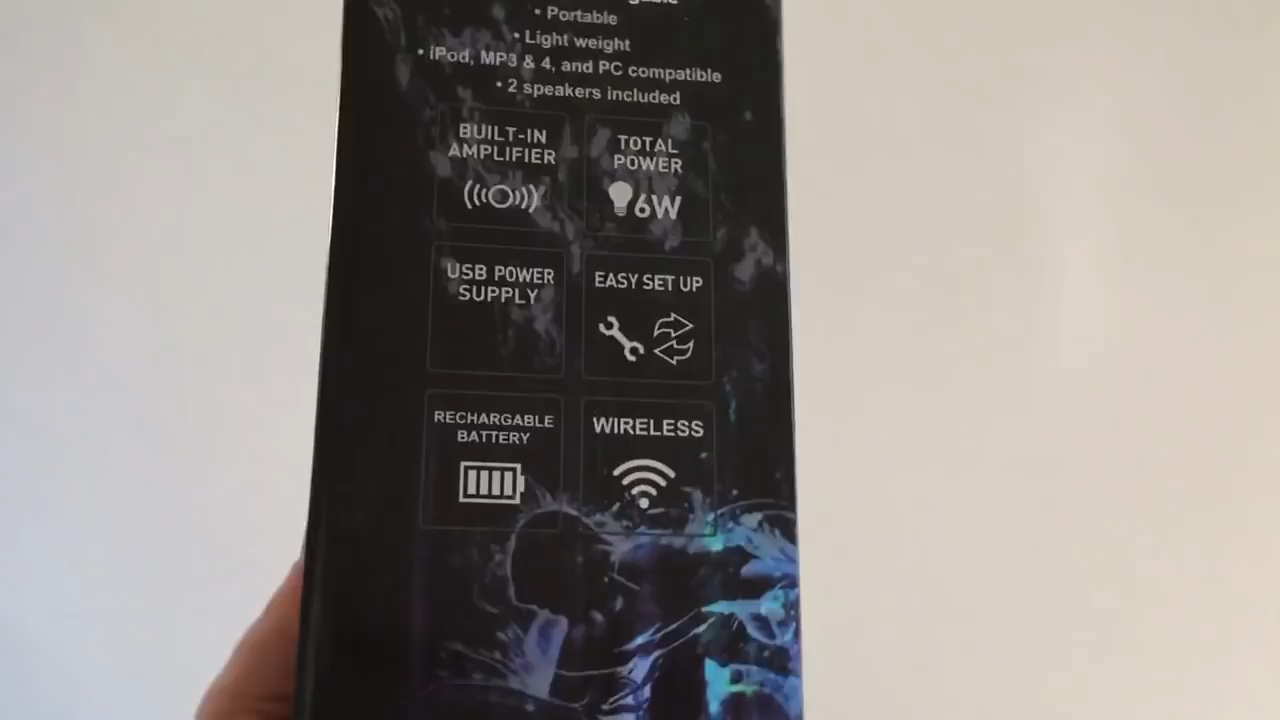 • Portable
• Light weight
• iPod, MP3 & 4, and PC compatible
• 2 speakers included
BUILT-IN
AMPLIFIER
TOTAL
POWER
6W
USB POWER
SUPPLY
EASY SET UP
RECHARGABLE
BATTERY
WIRELESS